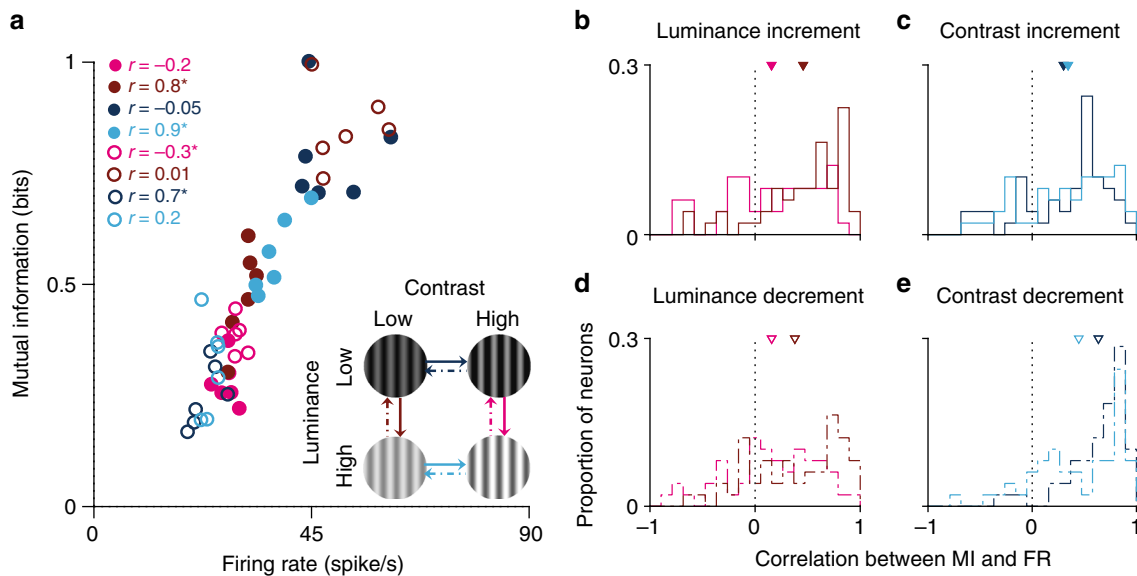 a
Mutual information (bits)
1
0.5
0
0
45
90
Firing rate (spike/s)
r = –0.2
r = 0.8*
r = –0.05
r = 0.9*
r = –0.3*
r = 0.01
r = 0.7*
r = 0.2
Contrast
Low
High
Luminance
Low
High
b
Luminance increment
0.3
0
c
Contrast increment
d
Luminance decrement
0.3
0
–1
0
1
e
Contrast decrement
–1
0
1
Proportion of neurons
Correlation between MI and FR